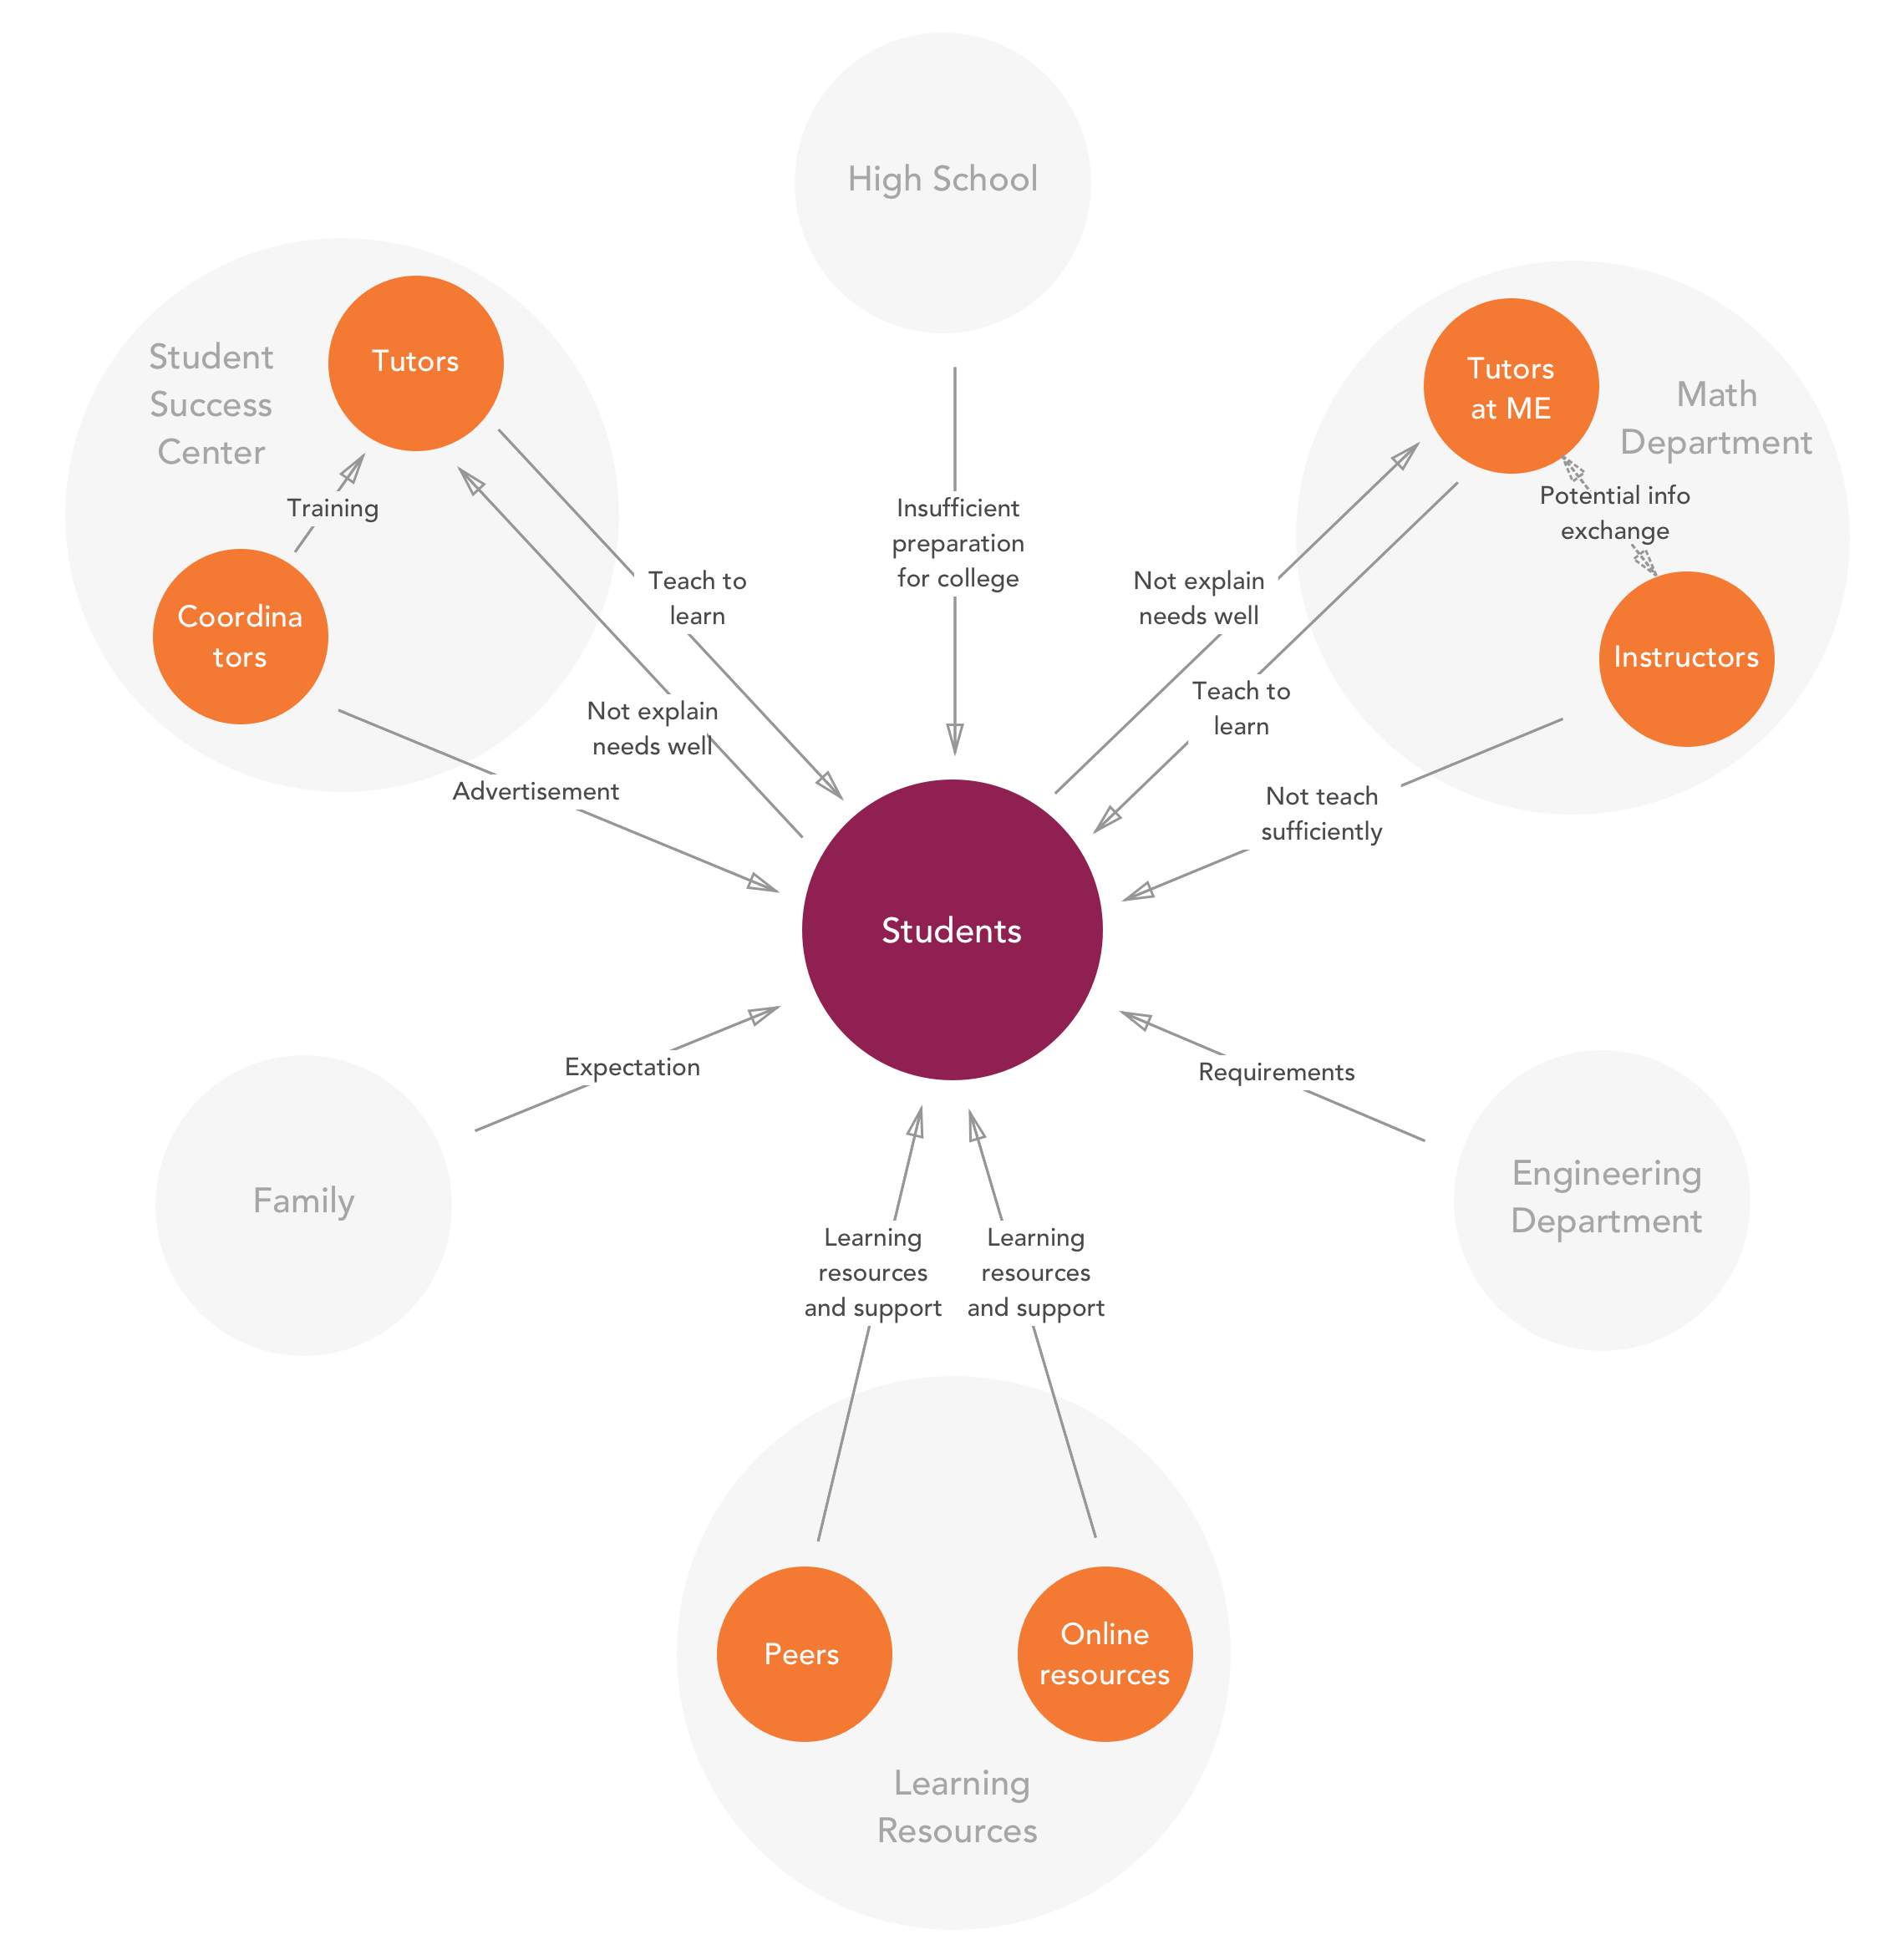 High School
Student
Success
Center
Tutors
Training
Coordina
tors
Tutors
at ME
Math
Department
Potential info
exchange
Instructors
Insufficient
preparation
for college
Teach to
learn
Not explain
needs well
Advertisement
Not explain
needs well
Teach to
learn
Not teach
sufficiently
Students
Expectation
Requirements
Family
Engineering
Department
Learning
resources
and support
Learning
resources
and support
Peers
Online
resources
Learning
Resources